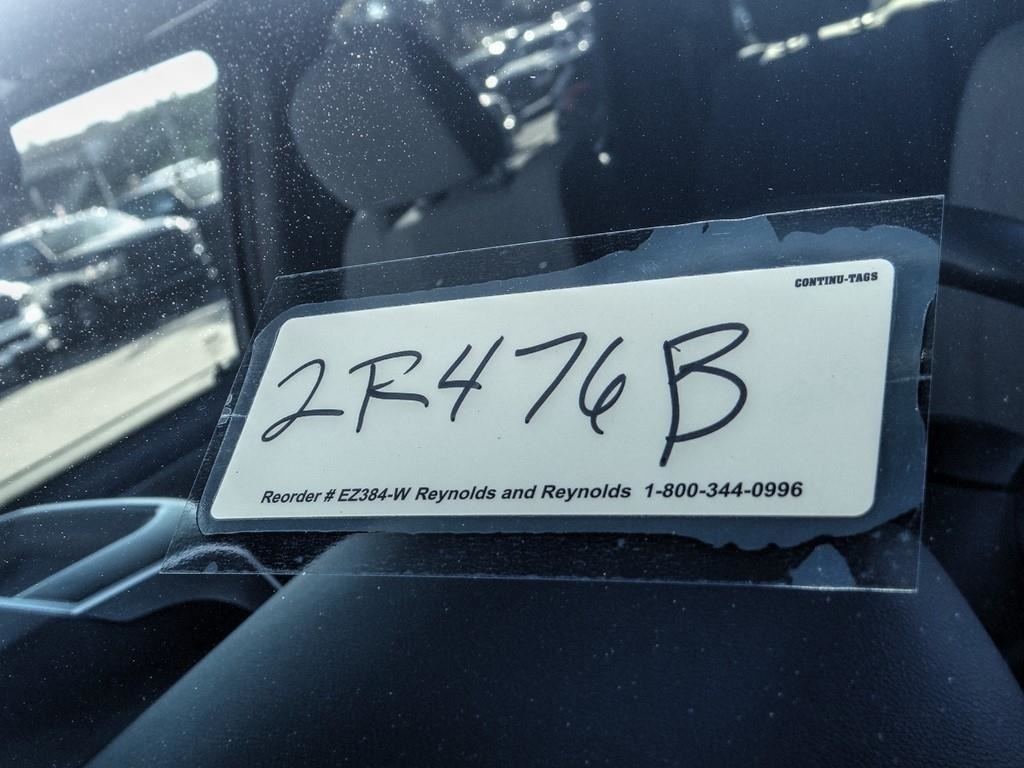 CONTINU-TAGS
2R476B
Reorder # EZ384-W Reynolds and Reynolds 1-800-344-0996